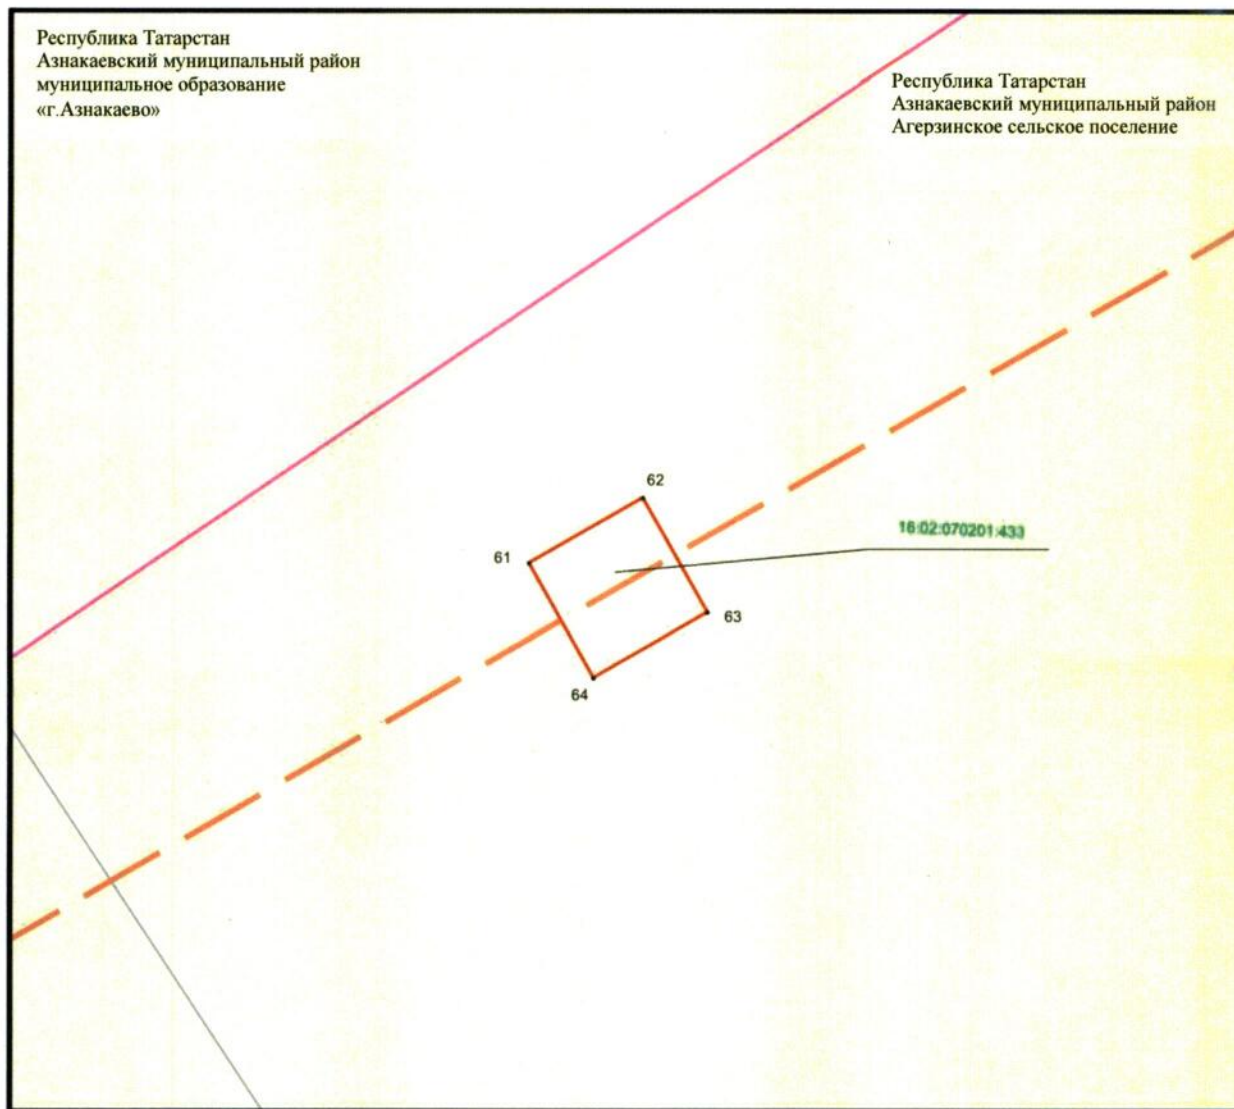 Республика Татарстан
Азнакаевский муниципальный район
муниципальное образование
«г.Азнакаево»
Республика Татарстан
Азнакаевский муниципальный район
Агерзинское сельское поселение
62
16:02:070201:433
61
63
64